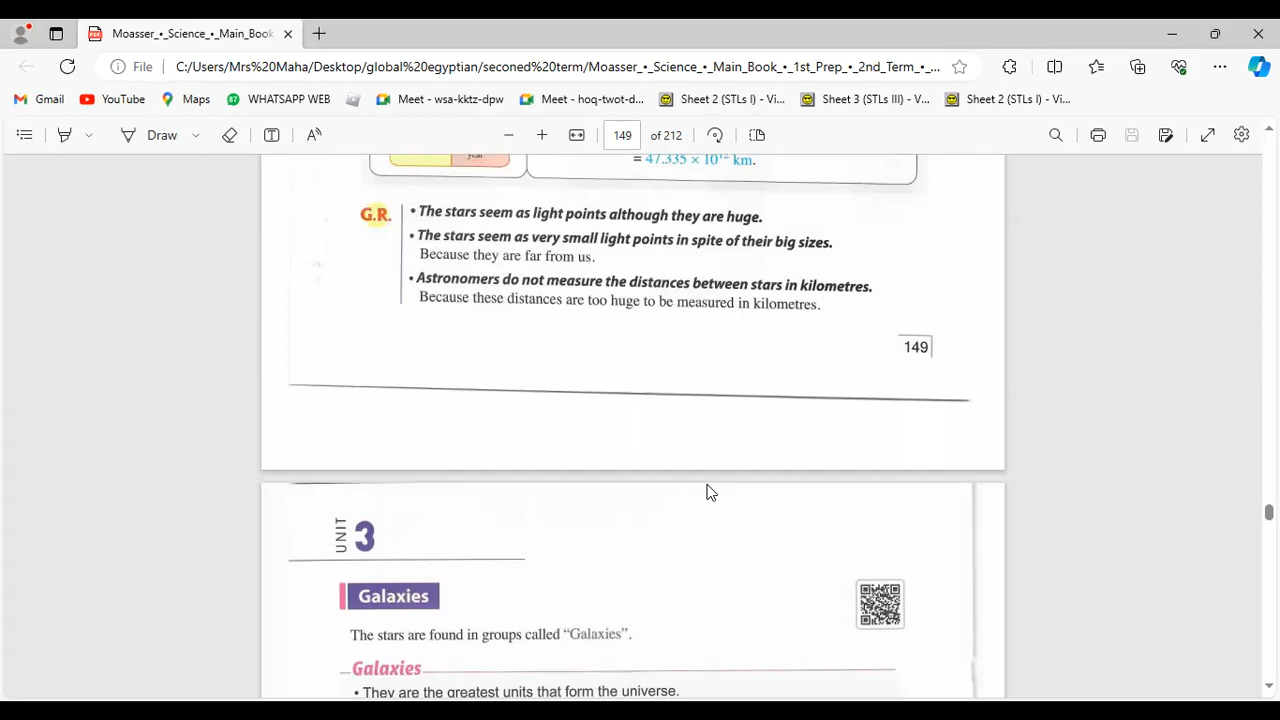 Moasser_•_Science_•_Main_Book
File
C:/Users/Mrs%20Maha/Desktop/global%20egyptian/seconed%20term/Moasser_•_Science_•_Main_Book_•_1st_Prep_•_2nd_Term_•_...
Gmail
YouTube
Maps
WHATSAPP WEB
Meet - wsa-kktz-dpw
Meet - hoq-twot-d...
Sheet 2 (STLs I) - Vi...
Sheet 3 (STLs III) – V...
Sheet 2 (STLs I) - Vi...
Draw
149 of 212
year
= 47.335 × 10¹² km.
G.R.
• The stars seem as light points although they are huge.
• The stars seem as very small light points in spite of their big sizes.
Because they are far from us.
• Astronomers do not measure the distances between stars in kilometres.
Because these distances are too huge to be measured in kilometres.
149
UNIT 3
Galaxies
The stars are found in groups called “Galaxies”.
Galaxies
• They are the greatest units that form the universe.